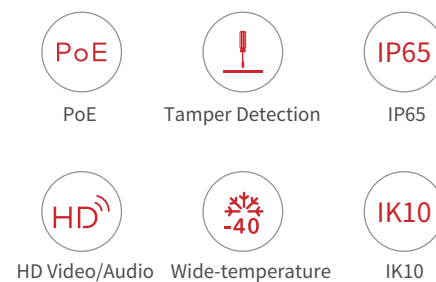 PoE
IP65
PoE
Tamper Detection
IP65
HD
-40
IK10
HD Video/Audio
Wide-temperature
IK10